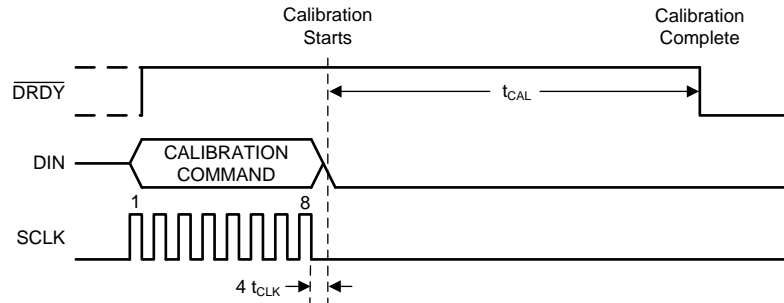 Calibration
Starts
Calibration
Complete
DRDY
tCAL
DIN
CALIBRATION
COMMAND
1
8
SCLK
4 tCLK